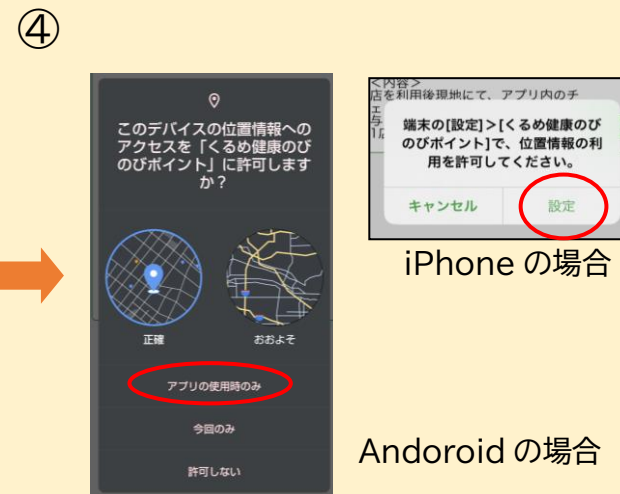 ④
このデバイスの位置情報への
アクセスを「くるめ健康のび
のびポイント」に許可します
か？
正確
おおよそ
アプリの使用時のみ
今回のみ
許可しない
<内容>
店を利用後現地にて、アプリ内のチ
端末の[設定]>[くるめ健康のび
のびポイント]で、位置情報の利
用を許可してください。
キャンセル
設定
iPhone の場合
Andoroid の場合